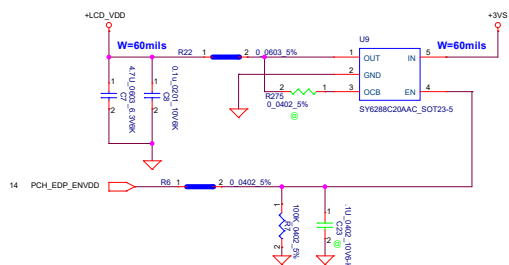 +LCD_VDD
+3VS
U9
W=60mils
R22
1
2
0_0603_5%
1
OUT
IN
5
W=60mils
2
GND
4.7U_0603_6.3V6K
C7
1
2
0.1u_0201_10V6K
C8
1
2
R275
2
1
0_0402_5%
@
3
OCB
EN
4
SY6288C20AAC_SOT23-5
14
PCH_EDP_ENVDD
R6
1
2
0_0402_5%
1
2
100K_0402_5%
R7
1
2
C23
@